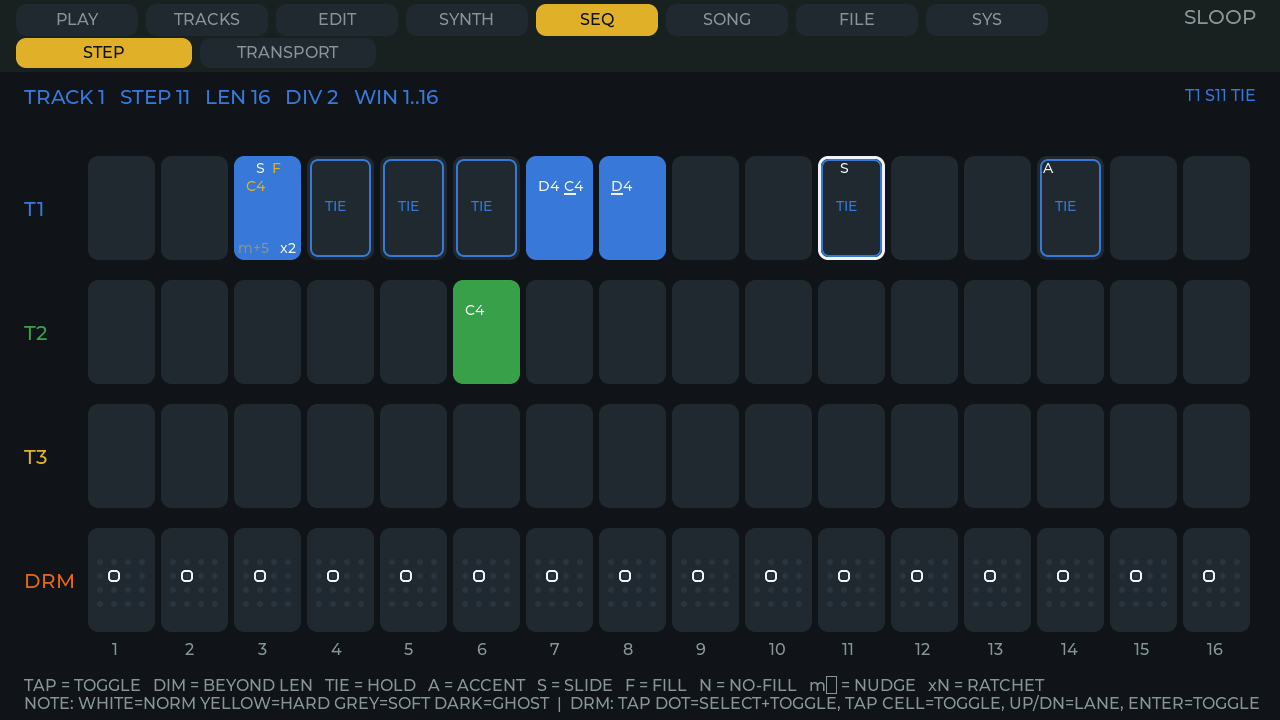 PLAY TRACKS EDIT SYNTH SEQ SONG FILE SYS SLOOP
STEP TRANSPORT
TRACK 1 STEP 11 LEN 16 DIV 2 WIN 1..16 T1 S11 TIE
T1
S F
C4
m+5 x2
TIE
TIE
TIE
D4 C4
D4
S
TIE
A
TIE
T2
C4
T3
DRM
1 2 3 4 5 6 7 8 9 10 11 12 13 14 15 16
TAP = TOGGLE DIM = BEYOND LEN TIE = HOLD A = ACCENT S = SLIDE F = FILL N = NO-FILL m□ = NUDGE xN = RATCHET
NOTE: WHITE=NORM YELLOW=HARD GREY=SOFT DARK=GHOST | DRM: TAP DOT=SELECT+TOGGLE, TAP CELL=TOGGLE, UP/DN=LANE, ENTER=TOGGLE